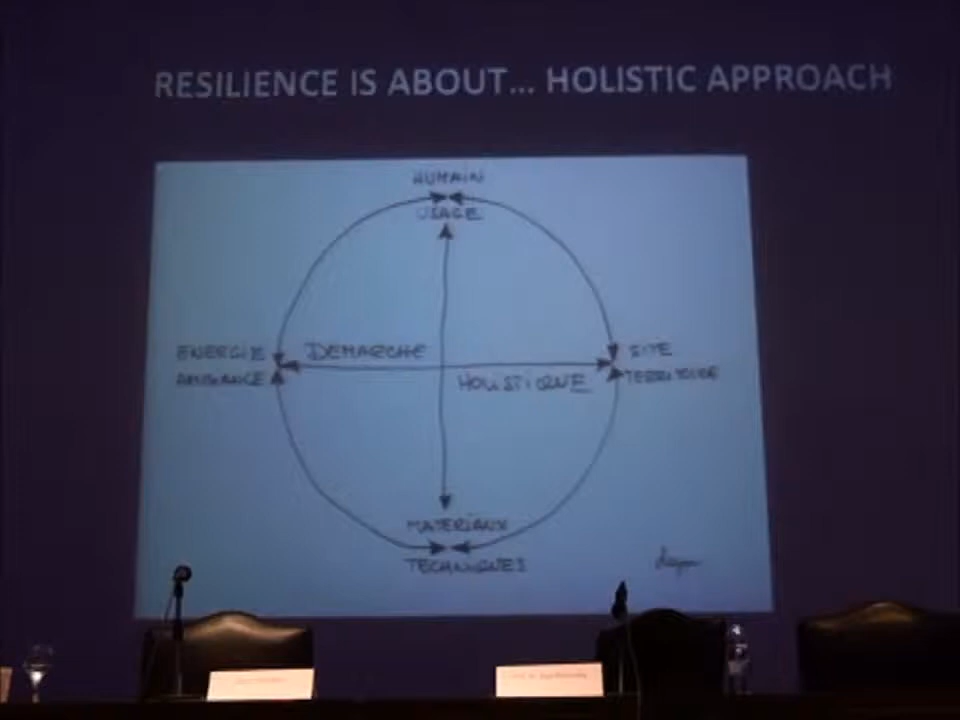 RESILIENCE IS ABOUT... HOLISTIC APPROACH
HUMAIN
USAGE
ENERGIE
AMBIANCE
DEMARCHE
HOLISTIQUE
SITE
TERRITOIRE
MATERIAUX
TECHNIQUES